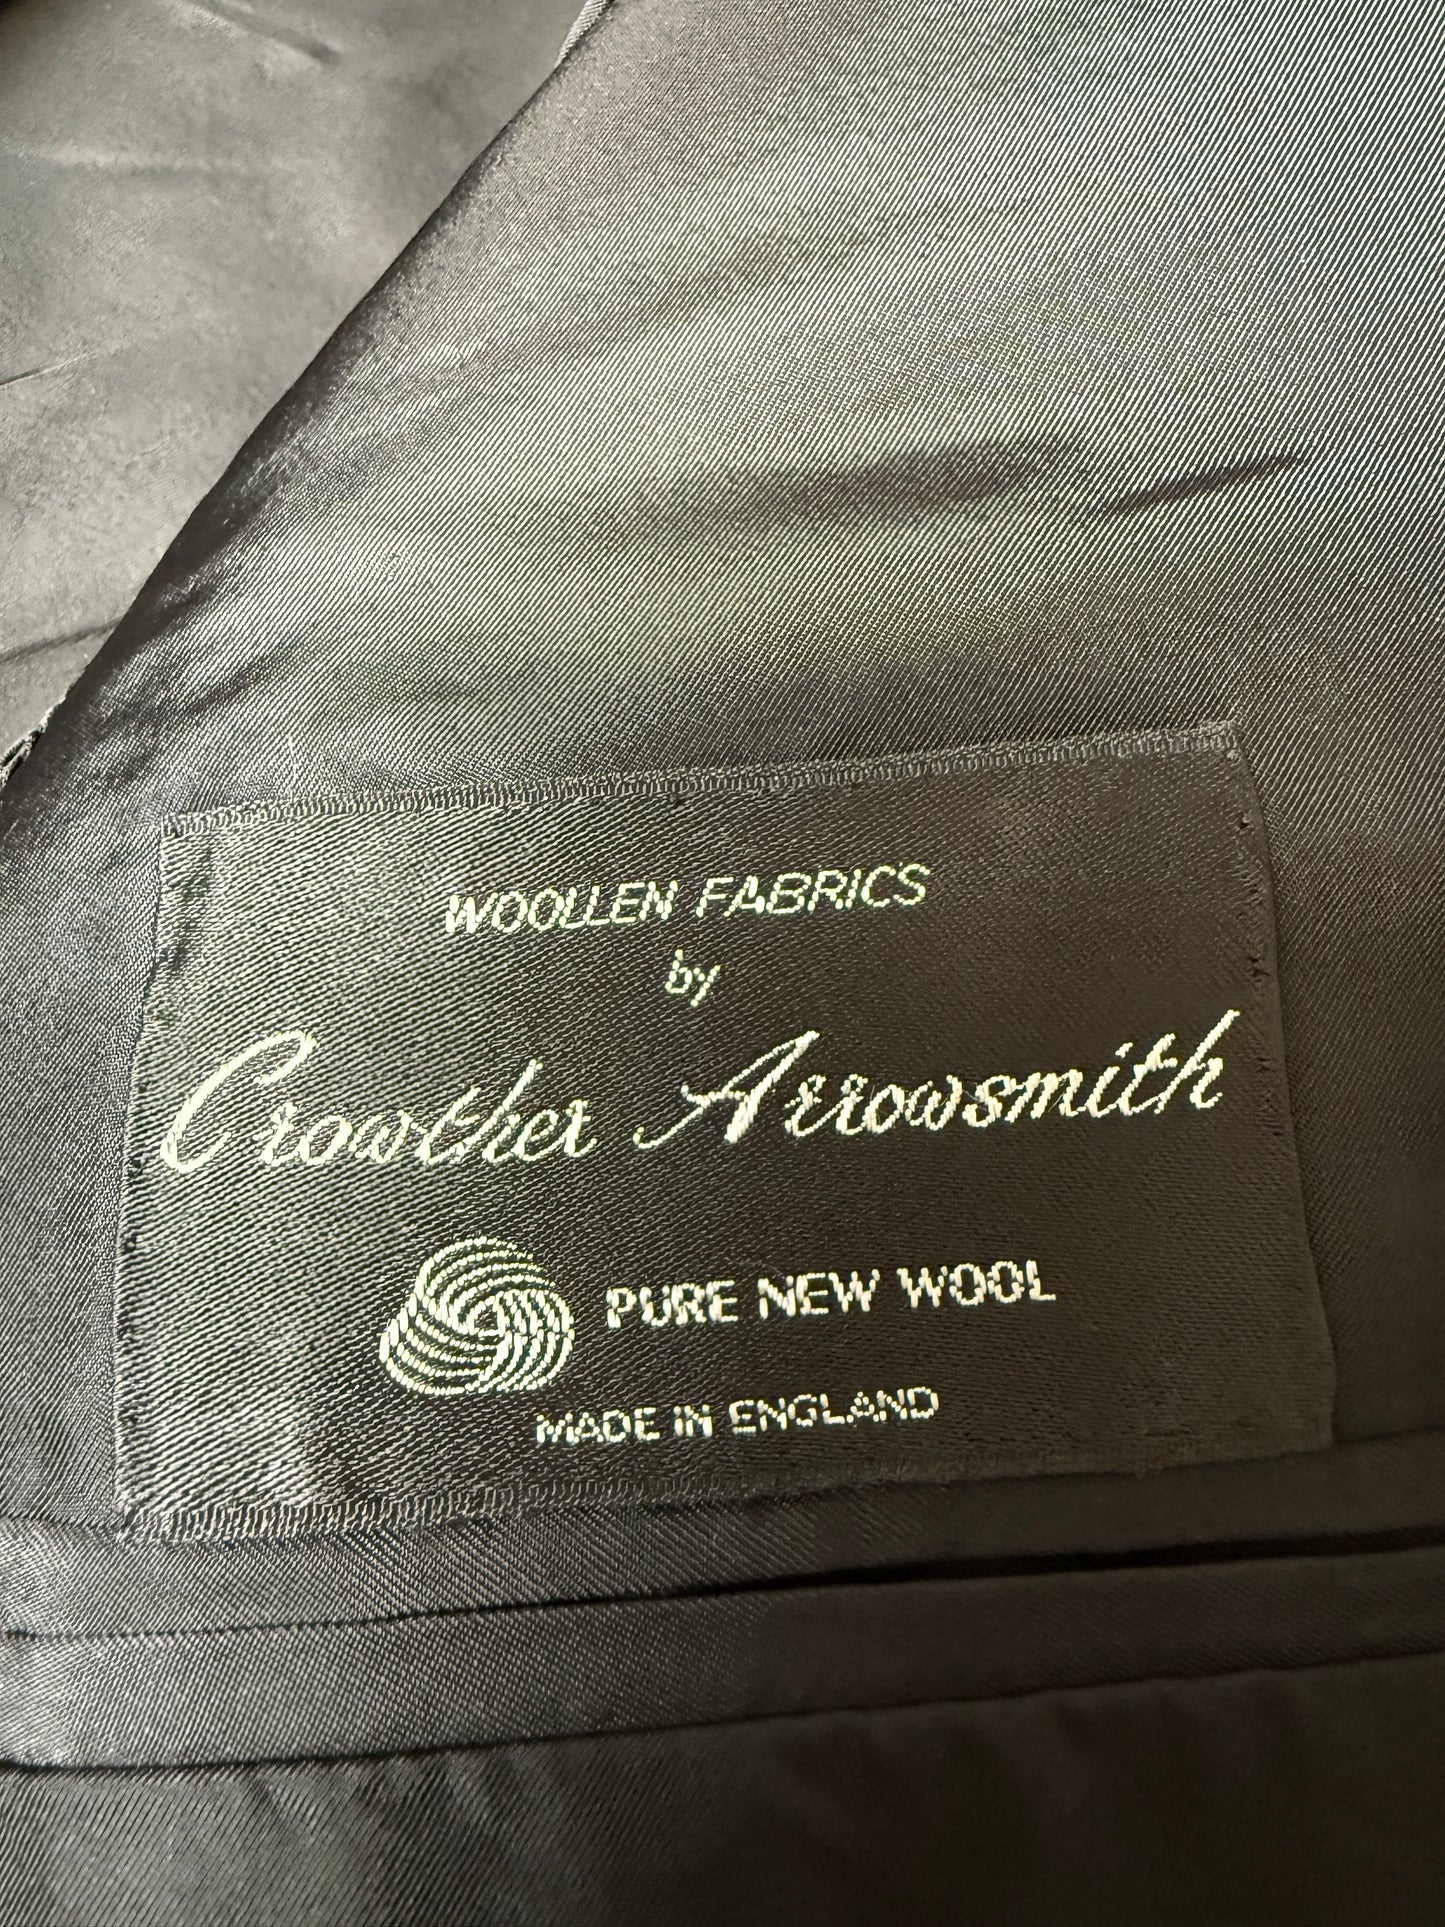 WOOLLEN FABRICS
by
Crowther Arrowsmith
PURE NEW WOOL
MADE IN ENGLAND